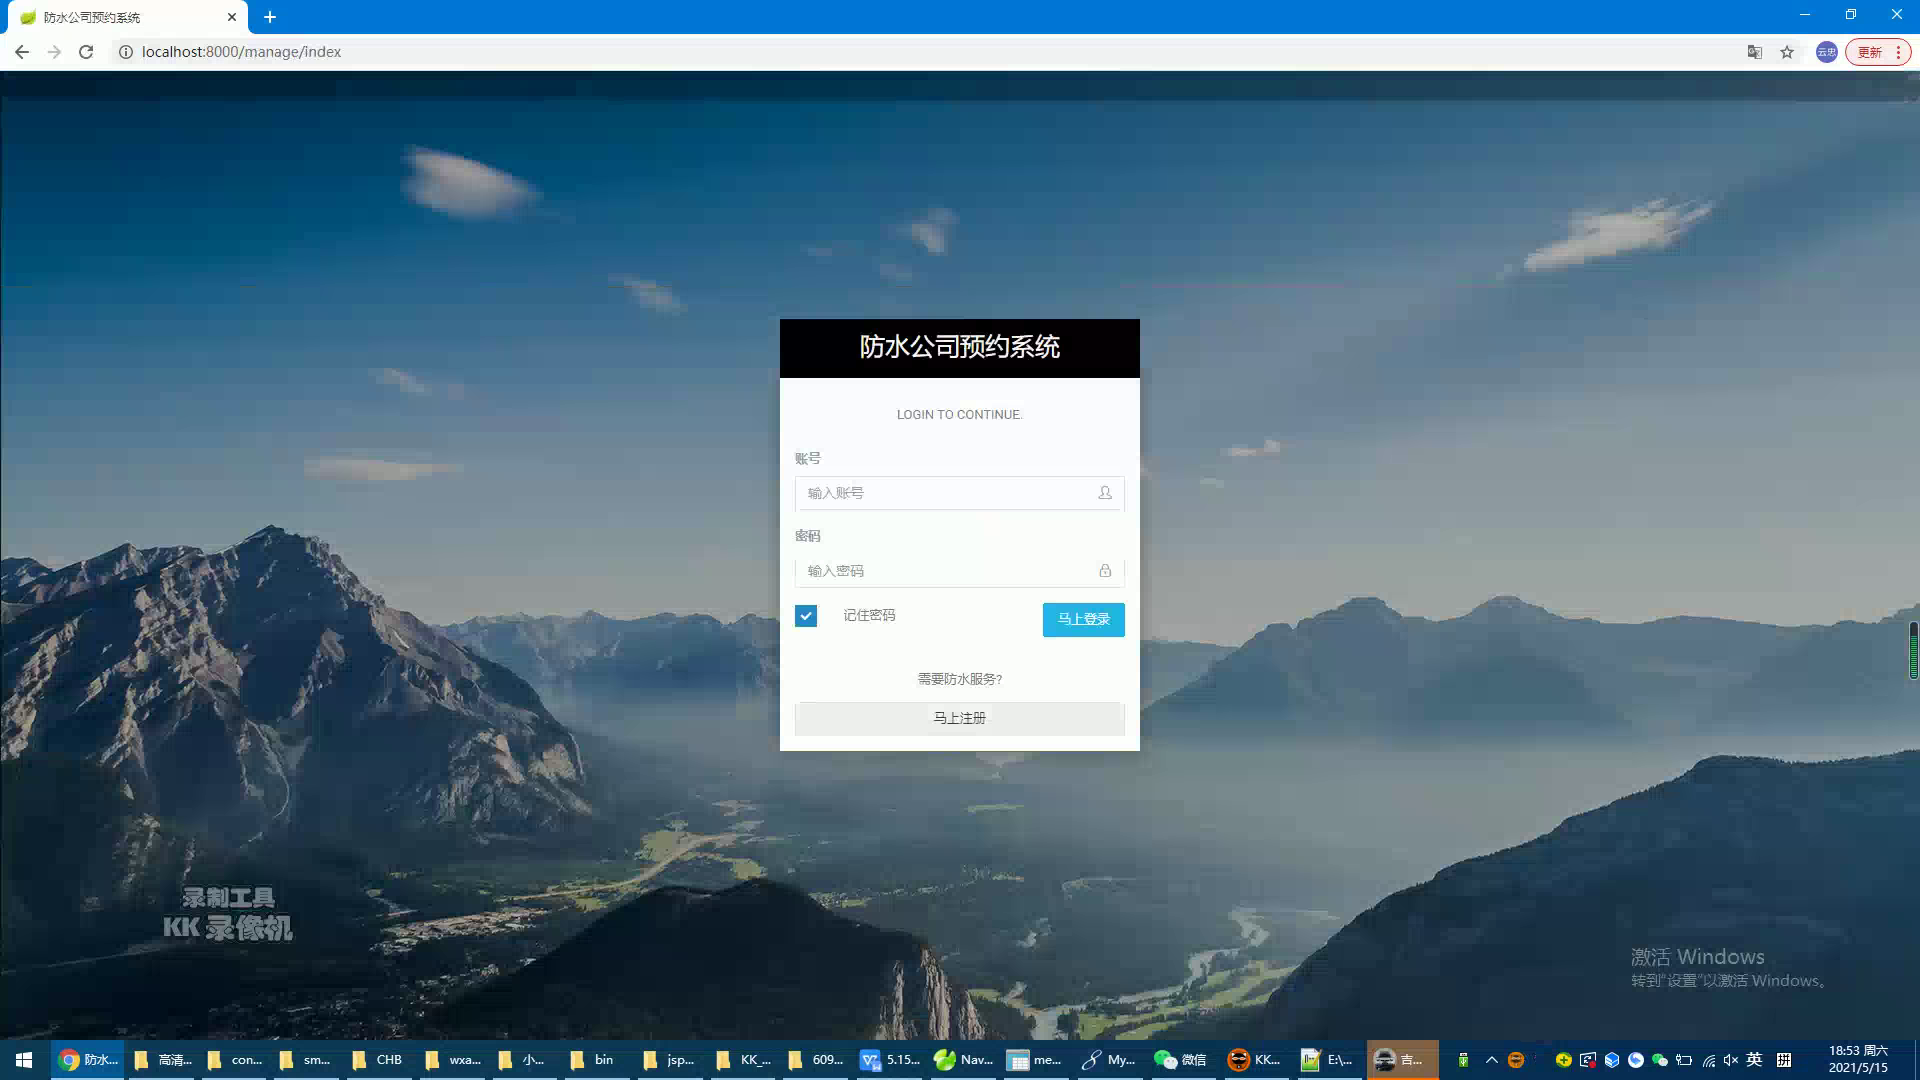 防水公司预约系统
localhost:8000/manage/index
云忠
更新
防水公司预约系统
LOGIN TO CONTINUE.
账号
输入账号
密码
输入密码
记住密码
马上登录
需要防水服务?
马上注册
录制工具
KK 录像机
激活 Windows
转到“设置”以激活 Windows。
防水...
高清...
con...
sm...
CHB
wxa...
小...
bin
jsp...
KK_...
609...
5.15...
Nav...
me...
My...
微信
KK...
E:\...
吉...
英
拼
18:53 周六
2021/5/15